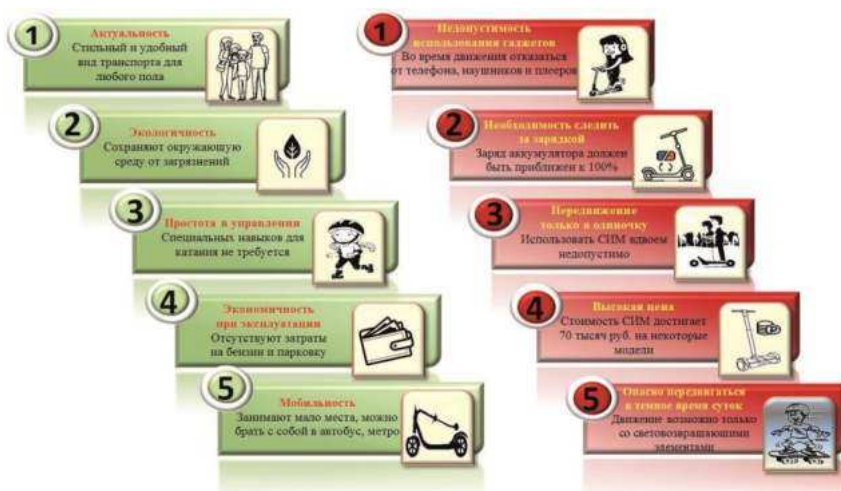 1
Актуальность
Стильный и удобный
вид транспорта для
любого пола
2
Экологичность
Сохраняют окружающую
среду от загрязнений
3
Простота в управлении
Специальных навыков для
катания не требуется
4
Экономичность
при эксплуатации
Отсутствуют затраты
на бензин и парковку
5
Мобильность
Занимают мало места, можно
брать с собой в автобус, метро
1
Недопустимость
использования гаджетов
Во время движения отказаться
от телефона, наушников и плееров
2
Необходимость следить
за зарядкой
Заряд аккумулятора должен
быть приближен к 100%
3
Передвижение
только в одиночку
Использовать СИМ вдвоем
недопустимо
4
Высокая цена
Стоимость СИМ достигает
70 тысяч руб. на некоторые
модели
5
Опасно передвигаться
в темное время суток
Движение возможно только
со световозвращающими
элементами